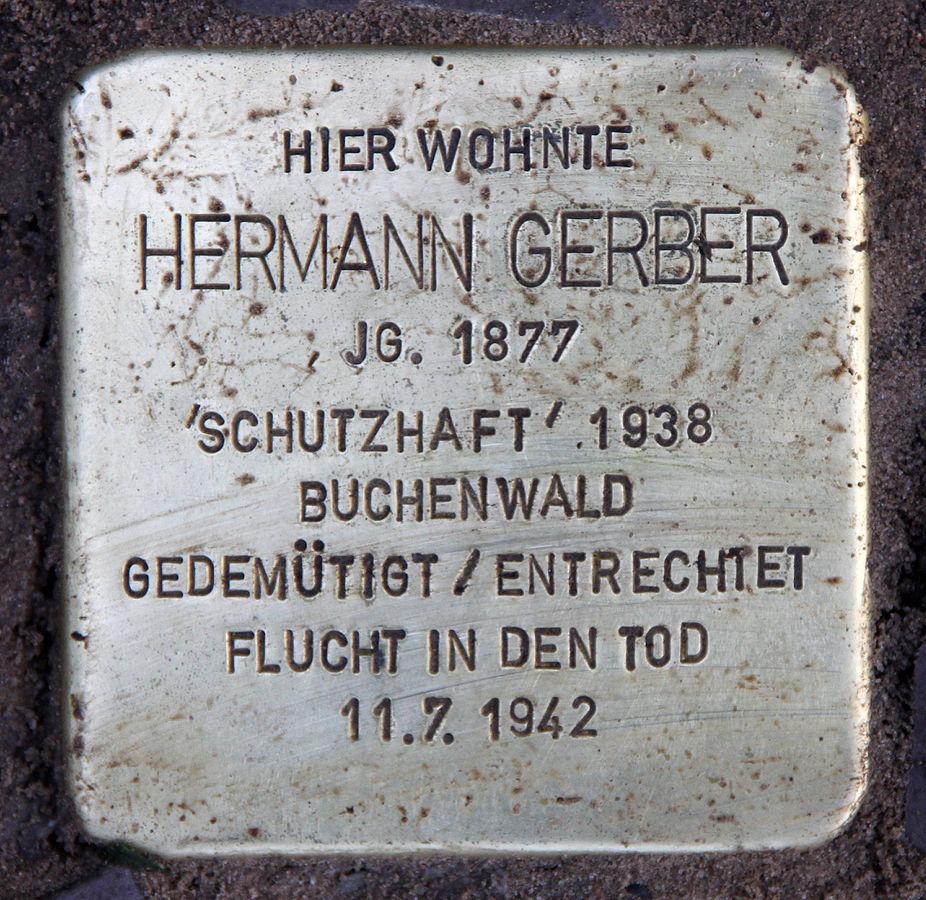 HIER WOHNTE
HERMANN GERBER
JG. 1877
'SCHUTZHAFT' 1938
BUCHENWALD
GEDEMÜTIGT / ENTRECHTET
FLUCHT IN DEN TOD
11.7. 1942